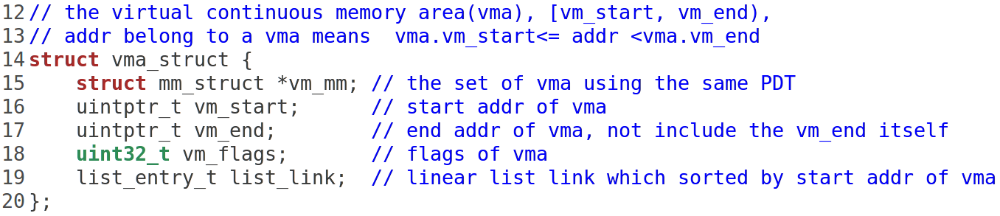 12// the virtual continuous memory area(vma), [vm_start, vm_end),
13// addr belong to a vma means  vma.vm_start<= addr <vma.vm_end
14struct vma_struct {
15    struct mm_struct *vm_mm; // the set of vma using the same PDT
16    uintptr_t vm_start;      // start addr of vma
17    uintptr_t vm_end;        // end addr of vma, not include the vm_end itself
18    uint32_t vm_flags;       // flags of vma
19    list_entry_t list_link;  // linear list link which sorted by start addr of vma
20};